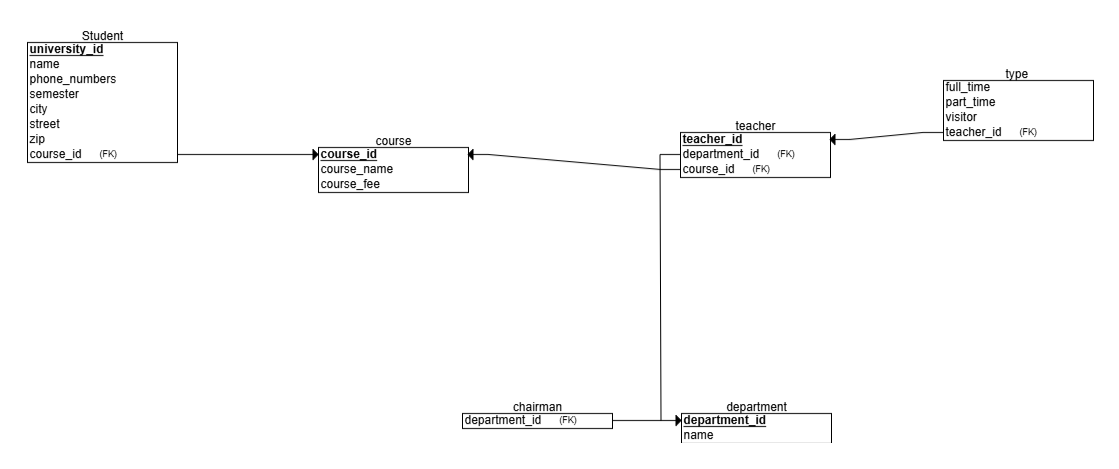 Student
university_id
name
phone_numbers
semester
city
street
zip
course_id (FK)
course
course_id
course_name
course_fee
teacher
teacher_id
department_id (FK)
course_id (FK)
type
full_time
part_time
visitor
teacher_id (FK)
chairman
department_id (FK)
department
department_id
name